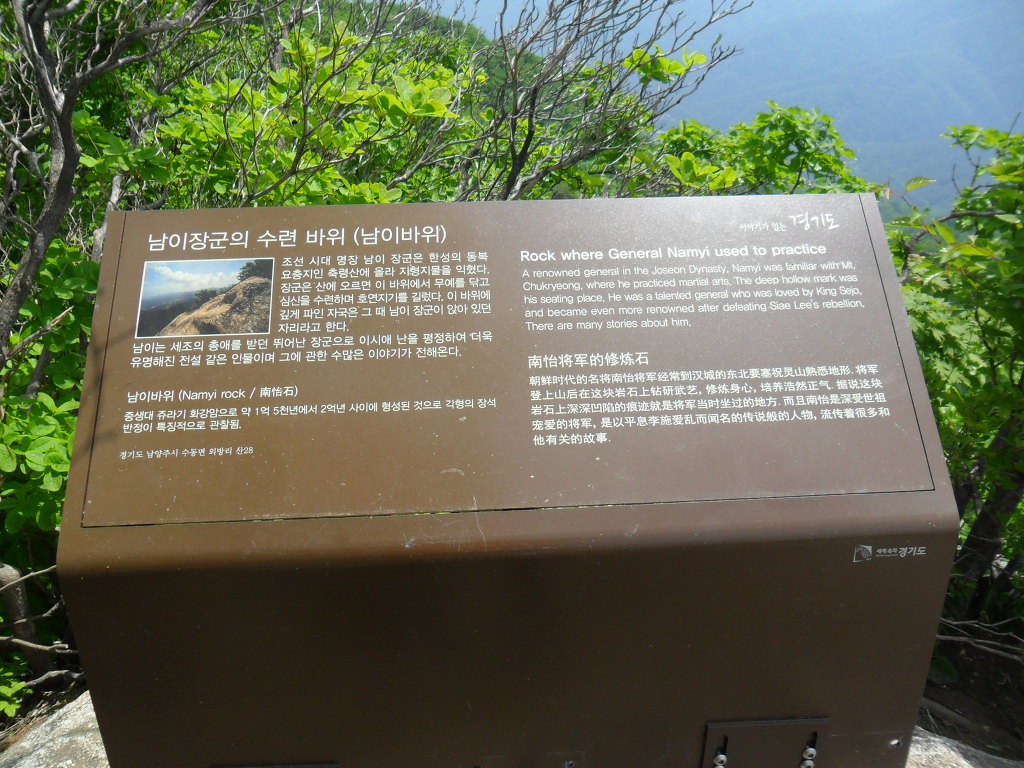 남이장군의 수련 바위 (남이바위)
조선 시대 명장 남이 장군은 한성의 동북
요충지인 축령산에 올라 지형지물을 익혔다.
장군은 산에 오르면 이 바위에서 무예를 닦고
심신을 수련하며 호연지기를 길렀다. 이 바위에
깊게 파인 자국은 그 때 남이 장군이 앉아 있던
자리라고 한다.
남이는 세조의 총애를 받던 뛰어난 장군으로 이시애 난을 평정하여 더욱
유명해진 전설 같은 인물이며 그에 관한 수많은 이야기가 전해온다.
남이바위 (Namyi rock / 南怡石)
중생대 쥬라기 화강암으로 약 1억 5천년에서 2억년 사이에 형성된 것으로 각형의 장석
반정이 특징적으로 관찰됨.
경기도 남양주시 수동면 외방리 산28
이야기가 있는 경기도
Rock where General Namyi used to practice
A renowned general in the Joseon Dynasty, Namyi was familiar with Mt.
Chukryeong, where he practiced martial arts. The deep hollow mark was
his seating place. He was a talented general who was loved by King Sejo,
and became even more renowned after defeating Siae Lee's rebellion.
There are many stories about him.
南怡将军的修炼石
朝鲜时代的名将南怡将军经常到汉城的东北要塞祝灵山熟悉地形. 将军
登上山后在这块岩石上钻研武艺, 修炼身心, 培养浩然正气. 据说这块
岩石上深深凹陷的痕迹就是将军当时坐过的地方. 而且南怡是深受世祖
宠爱的将军, 是以平息李施爱乱而闻名的传说般的人物, 流传着很多和
他有关的故事.
세계속의 경기도